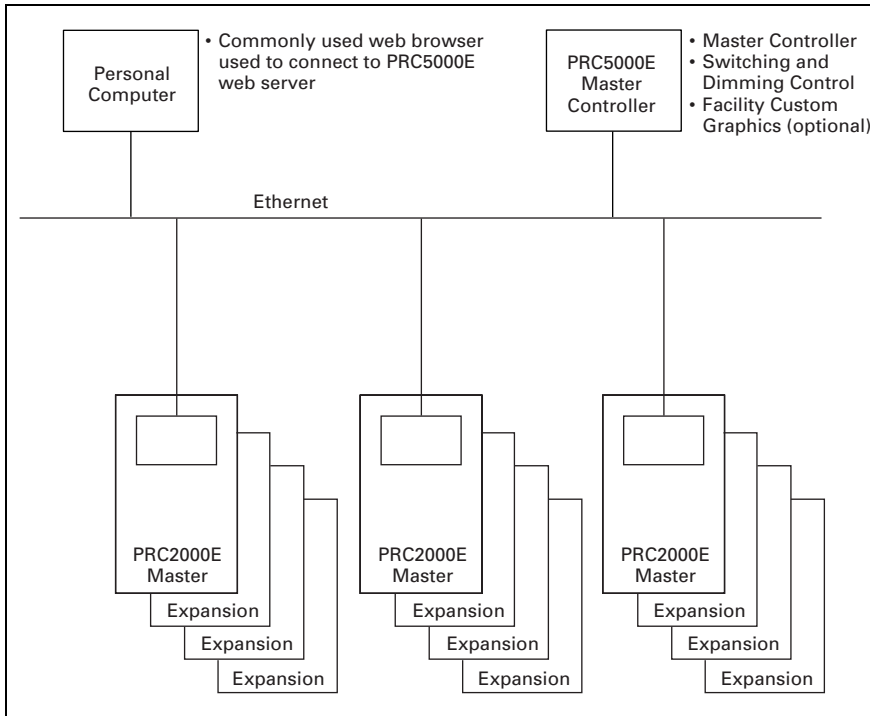 Personal
Computer
• Commonly used web browser
used to connect to PRC5000E
web server
PRC5000E
Master
Controller
• Master Controller
• Switching and
Dimming Control
• Facility Custom
Graphics (optional)
Ethernet
PRC2000E
Master
Expansion
Expansion
Expansion
PRC2000E
Master
Expansion
Expansion
Expansion
PRC2000E
Master
Expansion
Expansion
Expansion